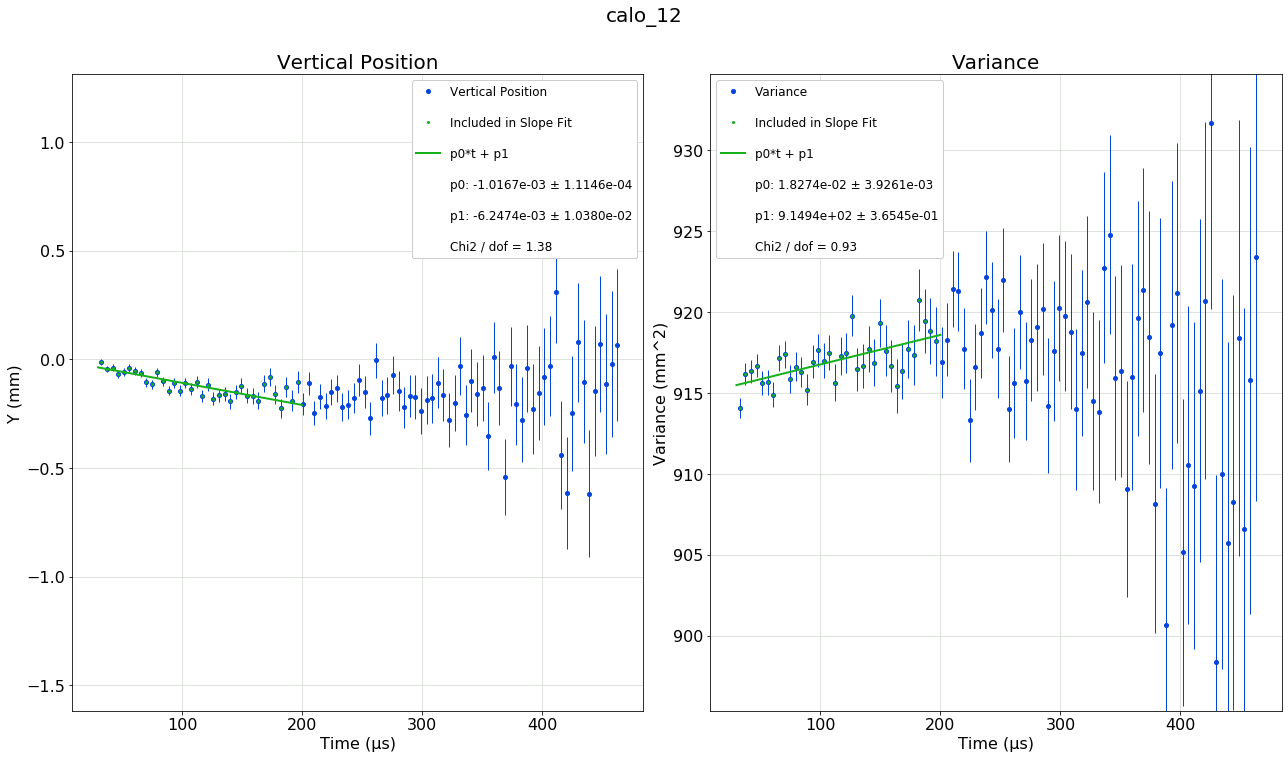 calo_12
Vertical Position
Vertical Position
Included in Slope Fit
p0*t + p1
p0: -1.0167e-03 ± 1.1146e-04
p1: -6.2474e-03 ± 1.0380e-02
Chi2 / dof = 1.38
1.0
0.5
0.0
−0.5
−1.0
−1.5
Y (mm)
100
200
300
400
Time (μs)
Variance
Variance
Included in Slope Fit
p0*t + p1
p0: 1.8274e-02 ± 3.9261e-03
p1: 9.1494e+02 ± 3.6545e-01
Chi2 / dof = 0.93
930
925
920
915
910
905
900
Variance (mm^2)
100
200
300
400
Time (μs)